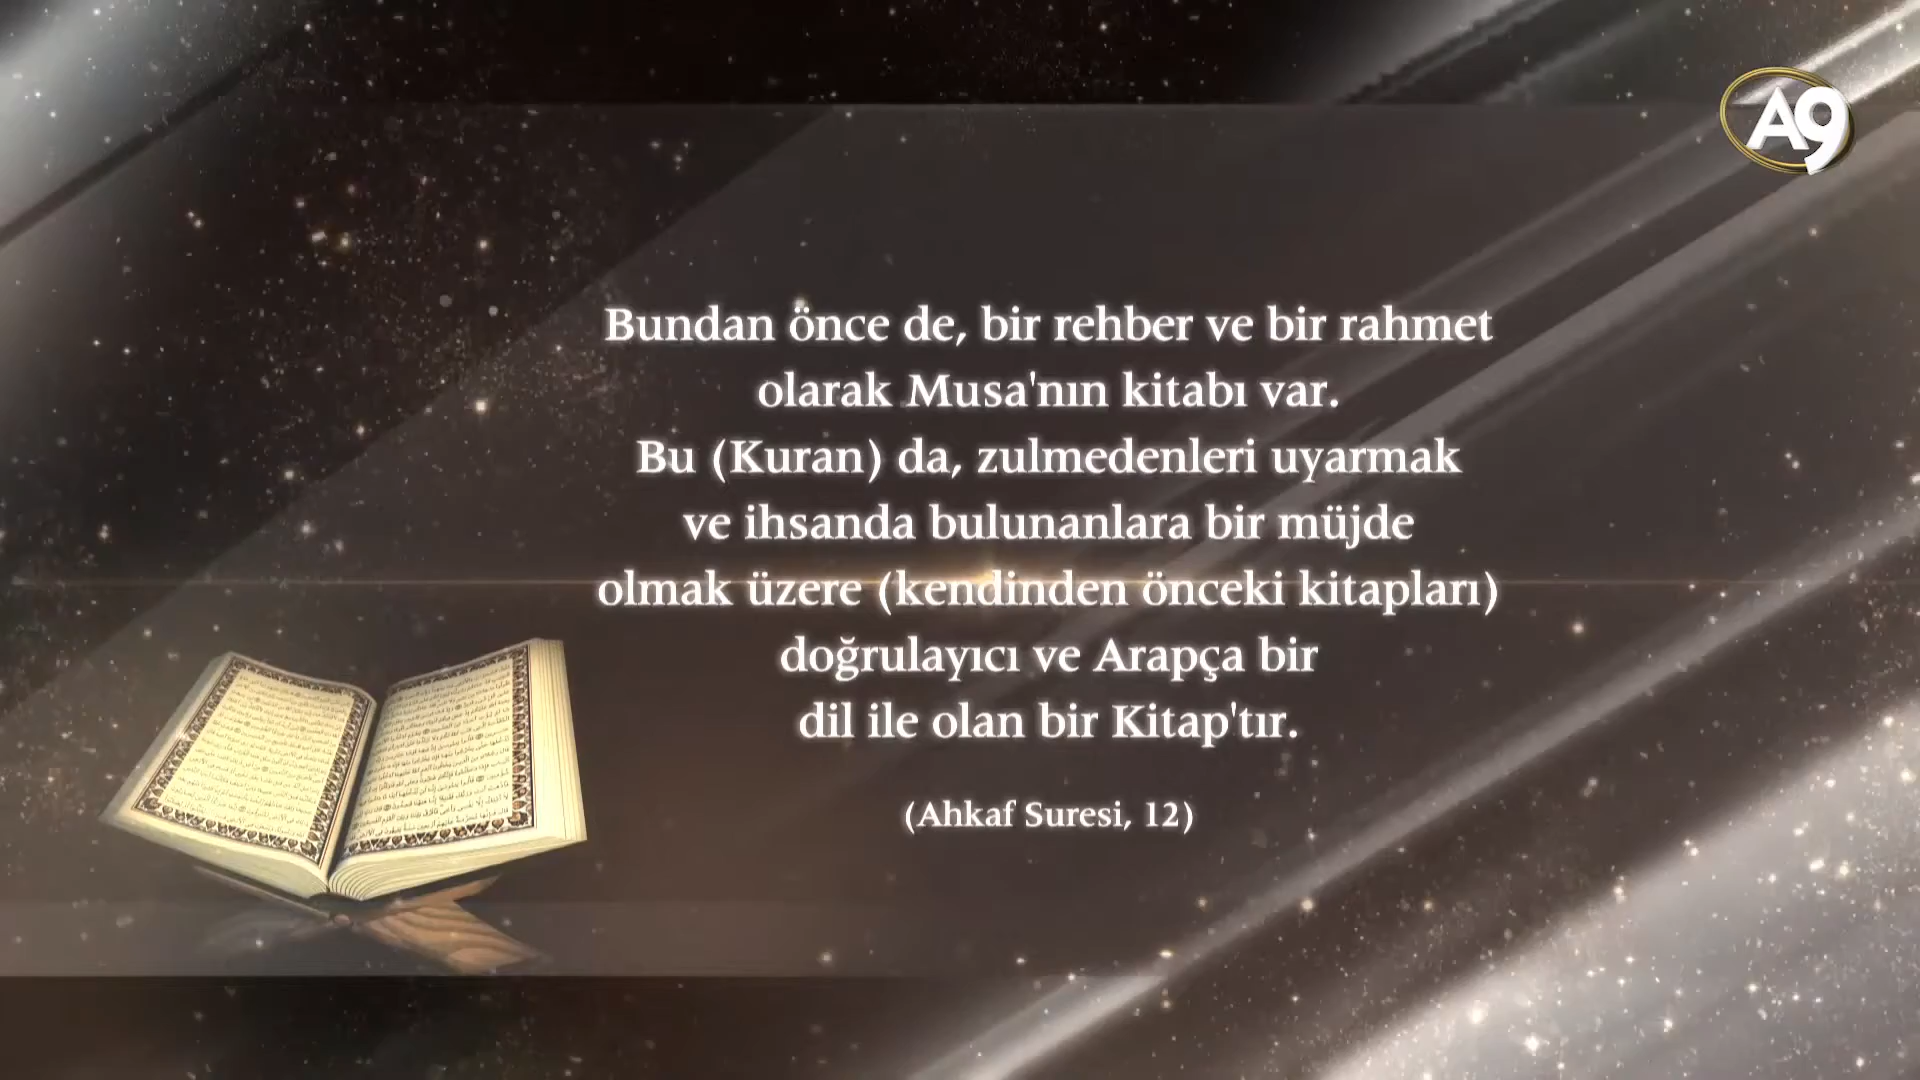 A9
Bundan önce de, bir rehber ve bir rahmet
olarak Musa'nın kitabı var.
Bu (Kuran) da, zulmedenleri uyarmak
ve ihsanda bulunanlara bir müjde
olmak üzere (kendinden önceki kitapları)
doğrulayıcı ve Arapça bir
dil ile olan bir Kitap'tır.
(Ahkaf Suresi, 12)